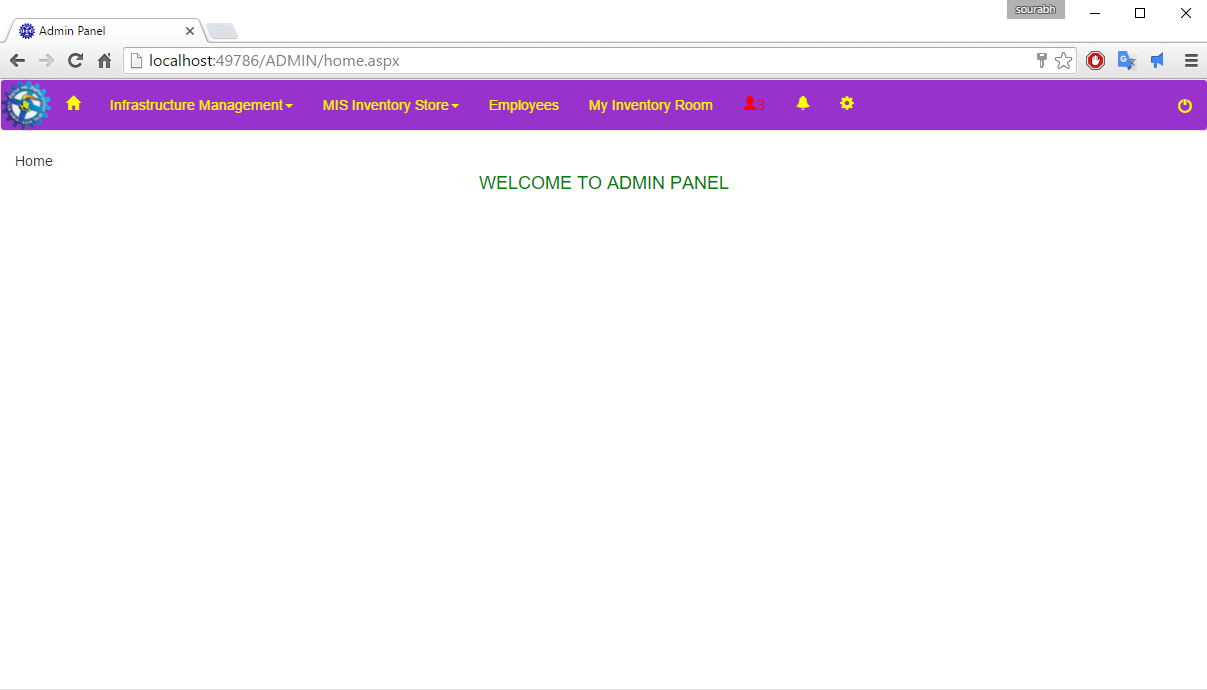 sourabh
Admin Panel
localhost:49786/ADMIN/home.aspx
Infrastructure Management MIS Inventory Store Employees My Inventory Room 3
Home
WELCOME TO ADMIN PANEL